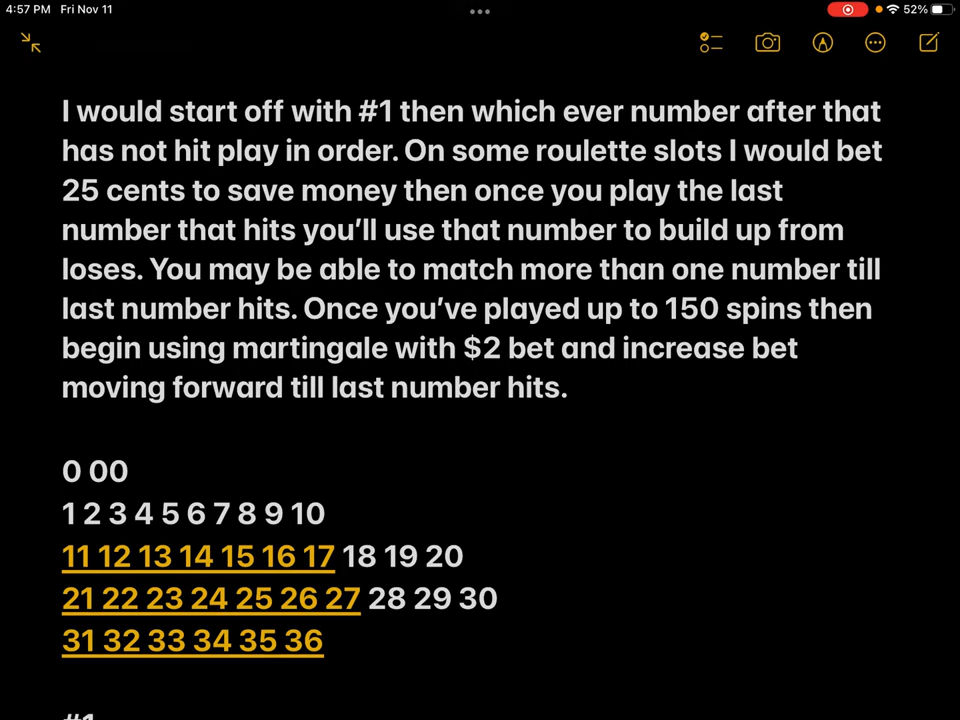 4:57 PM Fri Nov 11
52%
I would start off with #1 then which ever number after that
has not hit play in order. On some roulette slots I would bet
25 cents to save money then once you play the last
number that hits you’ll use that number to build up from
loses. You may be able to match more than one number till
last number hits. Once you’ve played up to 150 spins then
begin using martingale with $2 bet and increase bet
moving forward till last number hits.
0 00
1 2 3 4 5 6 7 8 9 10
11 12 13 14 15 16 17 18 19 20
21 22 23 24 25 26 27 28 29 30
31 32 33 34 35 36
#1